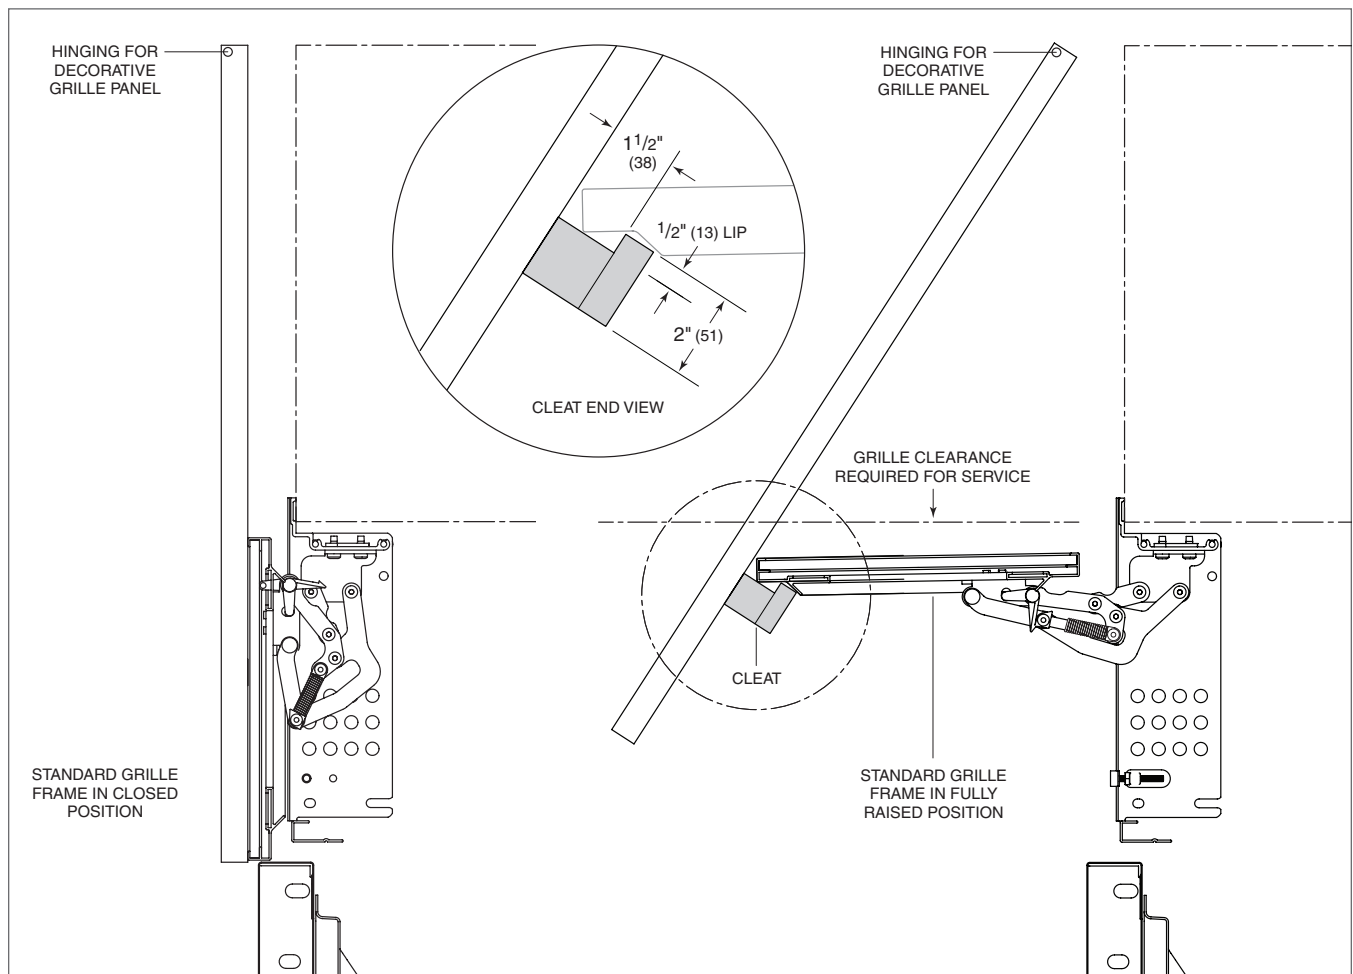 HINGING FOR
DECORATIVE
GRILLE PANEL
HINGING FOR
DECORATIVE
GRILLE PANEL
1 1/2"
(38)
1/2" (13) LIP
2" (51)
CLEAT END VIEW
GRILLE CLEARANCE
REQUIRED FOR SERVICE
CLEAT
STANDARD GRILLE
FRAME IN CLOSED
POSITION
STANDARD GRILLE
FRAME IN FULLY
RAISED POSITION